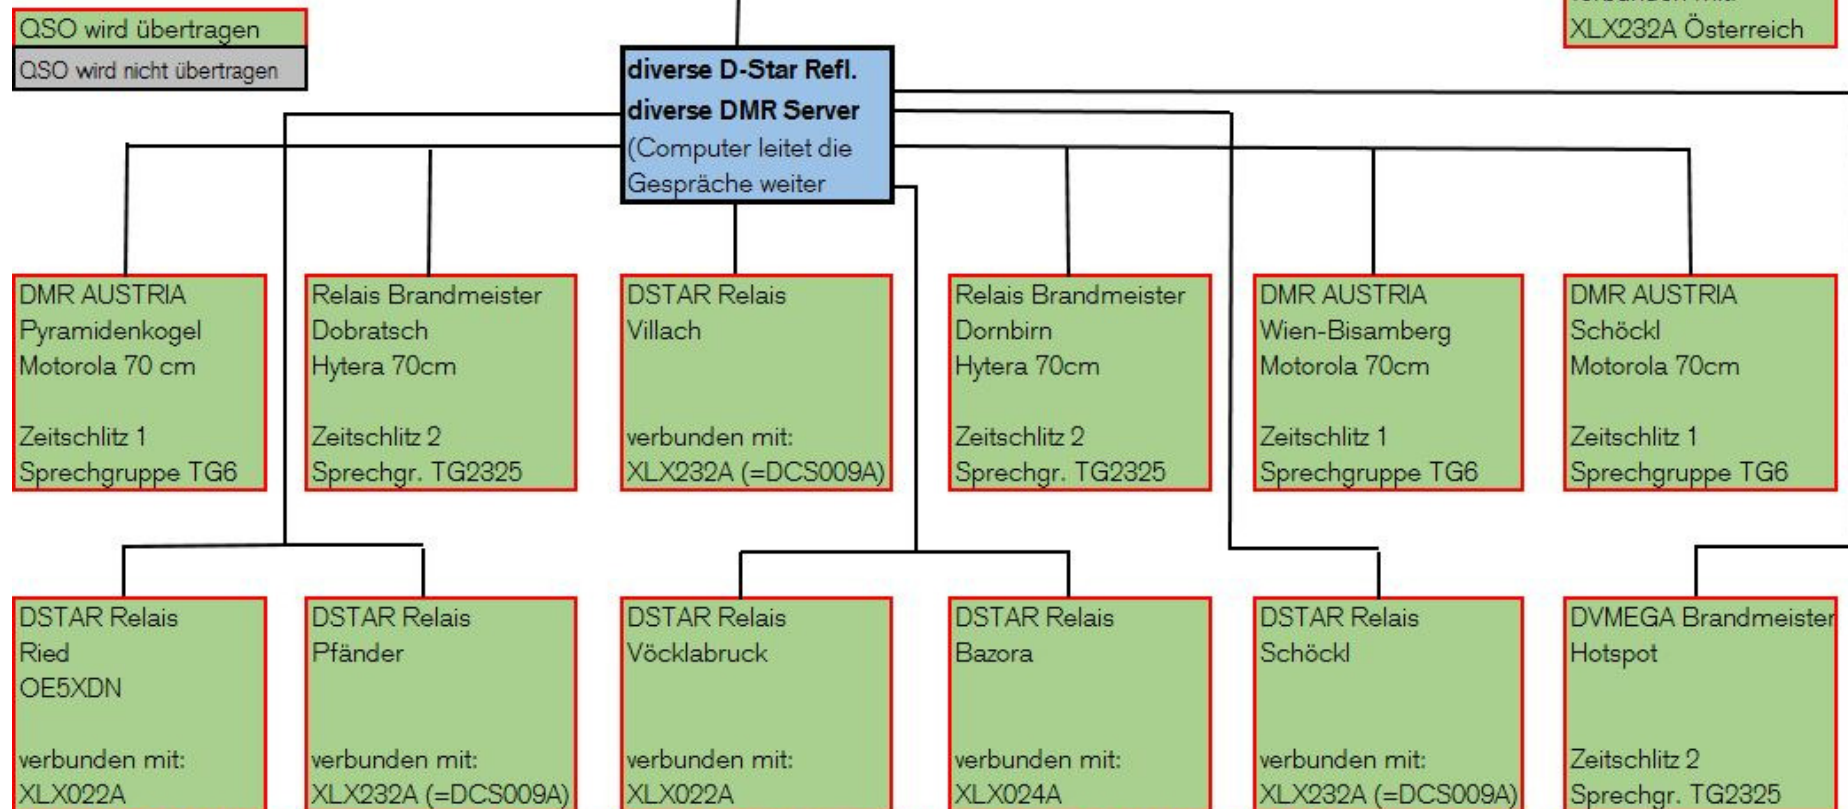 QSO wird übertragen
QSO wird nicht übertragen
XLX232A Österreich
diverse D-Star Refl.
diverse DMR Server
(Computer leitet die
Gespräche weiter
DMR AUSTRIA
Pyramidenkogel
Motorola 70 cm
Zeitschlitz 1
Sprechgruppe TG6
Relais Brandmeister
Dobratsch
Hytera 70cm
Zeitschlitz 2
Sprechgr. TG2325
DSTAR Relais
Villach
verbunden mit:
XLX232A (=DCS009A)
Relais Brandmeister
Dornbirn
Hytera 70cm
Zeitschlitz 2
Sprechgr. TG2325
DMR AUSTRIA
Wien-Bisamberg
Motorola 70cm
Zeitschlitz 1
Sprechgruppe TG6
DMR AUSTRIA
Schöckl
Motorola 70cm
Zeitschlitz 1
Sprechgruppe TG6
DSTAR Relais
Ried
OE5XDN
verbunden mit:
XLX022A
DSTAR Relais
Pfänder
verbunden mit:
XLX232A (=DCS009A)
DSTAR Relais
Vöcklabruck
verbunden mit:
XLX022A
DSTAR Relais
Bazora
verbunden mit:
XLX024A
DSTAR Relais
Schöckl
verbunden mit:
XLX232A (=DCS009A)
DVMEGA Brandmeister
Hotspot
Zeitschlitz 2
Sprechgr. TG2325